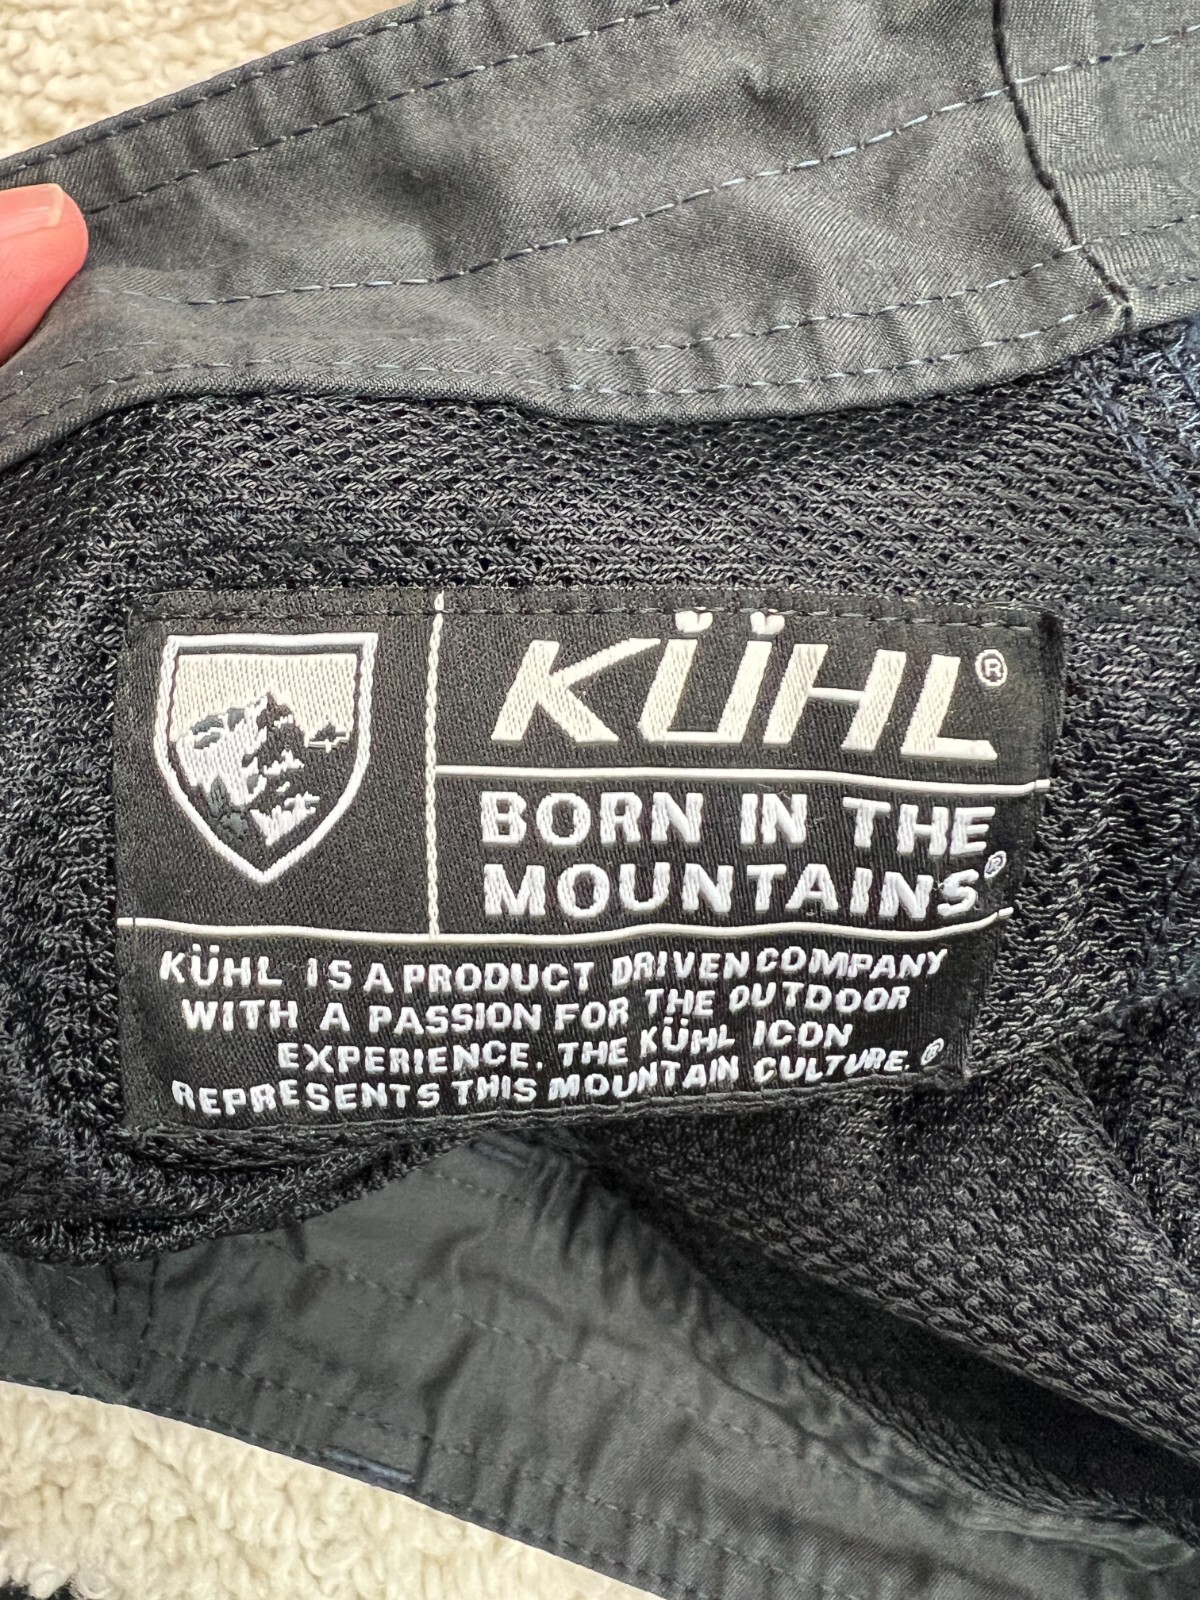 KÜHL®
BORN IN THE
MOUNTAINS®
KÜHL IS A PRODUCT DRIVEN COMPANY
WITH A PASSION FOR THE OUTDOOR
EXPERIENCE. THE KÜHL ICON
REPRESENTS THIS MOUNTAIN CULTURE.®